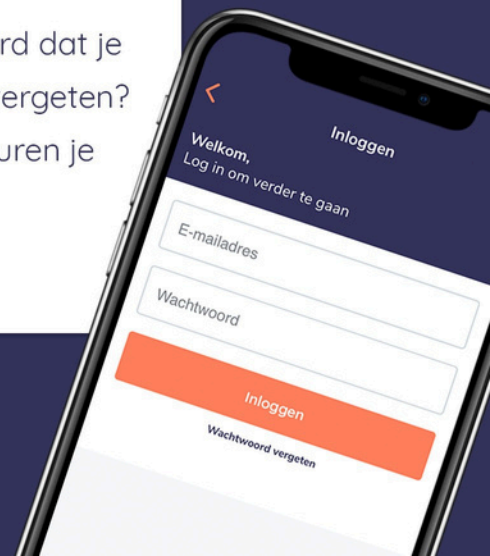 rd dat je
ergeten?
uren je
Inloggen
Welkom,
Log in om verder te gaan
E-mailadres
Wachtwoord
Inloggen
Wachtwoord vergeten